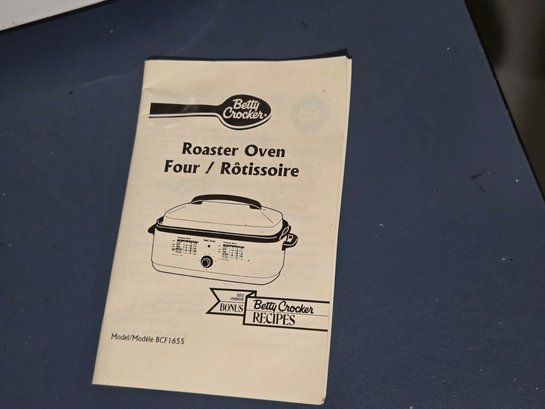 Betty
Crocker
Roaster Oven
Four / Rôtissoire
SEE
INSIDE
BONUS
Betty Crocker
RECIPES
Model/Modèle BCF1655